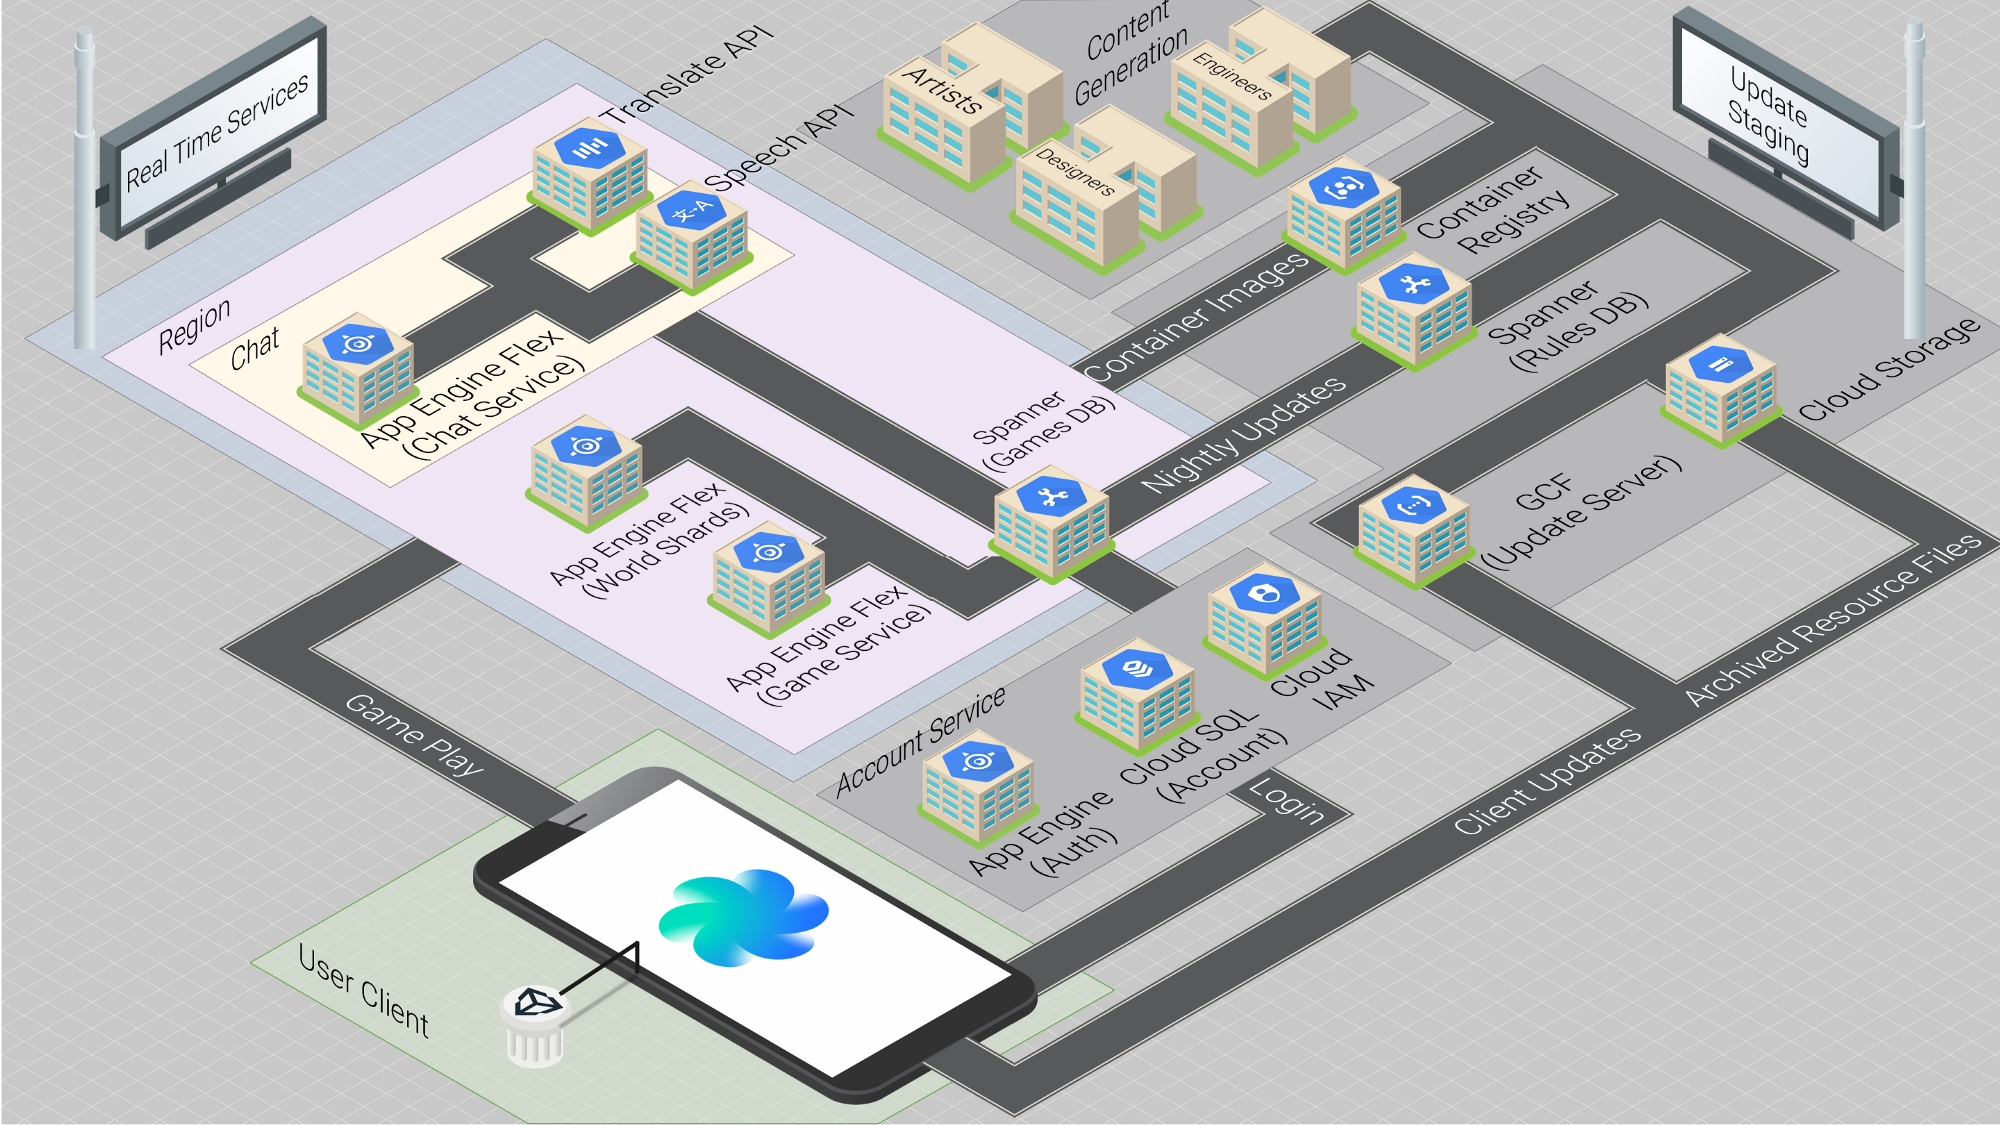 Real Time Services
Translate API
Speech API
Region
Chat
App Engine Flex
(Chat Service)
App Engine Flex
(World Shards)
App Engine Flex
(Game Service)
Spanner
(Games DB)
Content
Generation
Artists
Engineers
Designers
Update
Staging
Container
Registry
Container Images
Spanner
(Rules DB)
Nightly Updates
Cloud Storage
GCF
(Update Server)
Archived Resource Files
Client Updates
Account Service
Cloud
IAM
Cloud SQL
(Account)
App Engine
(Auth)
Login
Game Play
User Client
文→A